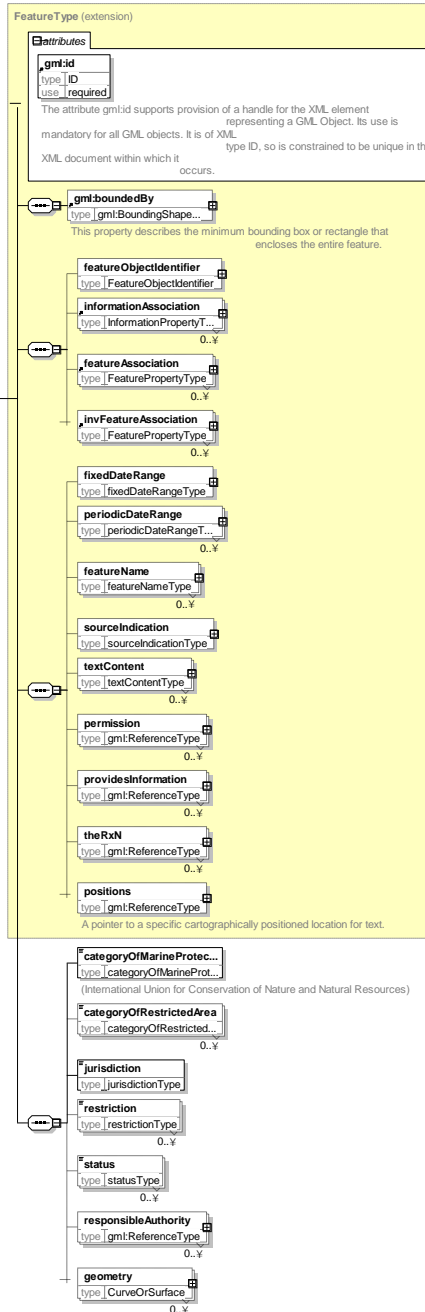 FeatureType (extension)
attributes
gml:id
type ID
use required
The attribute gml:id supports provision of a handle for the XML element
representing a GML Object. Its use is
mandatory for all GML objects. It is of XML
type ID, so is constrained to be unique in th
XML document within which it
occurs.
gml:boundedBy
type gml:BoundingShape...
This property describes the minimum bounding box or rectangle that
encloses the entire feature.
featureObjectIdentifier
type FeatureObjectIdentifier
informationAssociation
type InformationPropertyT...
0..¥
featureAssociation
type FeaturePropertyType
0..¥
invFeatureAssociation
type FeaturePropertyType
0..¥
fixedDateRange
type fixedDateRangeType
periodicDateRange
type periodicDateRangeT...
0..¥
featureName
type featureNameType
0..¥
sourceIndication
type sourceIndicationType
textContent
type textContentType
0..¥
permission
type gml:ReferenceType
0..¥
providesInformation
type gml:ReferenceType
0..¥
theRxN
type gml:ReferenceType
0..¥
positions
type gml:ReferenceType
A pointer to a specific cartographically positioned location for text.
categoryOfMarineProtec...
type categoryOfMarineProt...
(International Union for Conservation of Nature and Natural Resources)
categoryOfRestrictedArea
type categoryOfRestricted...
0..¥
jurisdiction
type jurisdictionType
restriction
type restrictionType
0..¥
status
type statusType
0..¥
responsibleAuthority
type gml:ReferenceType
0..¥
geometry
type CurveOrSurface
0..¥